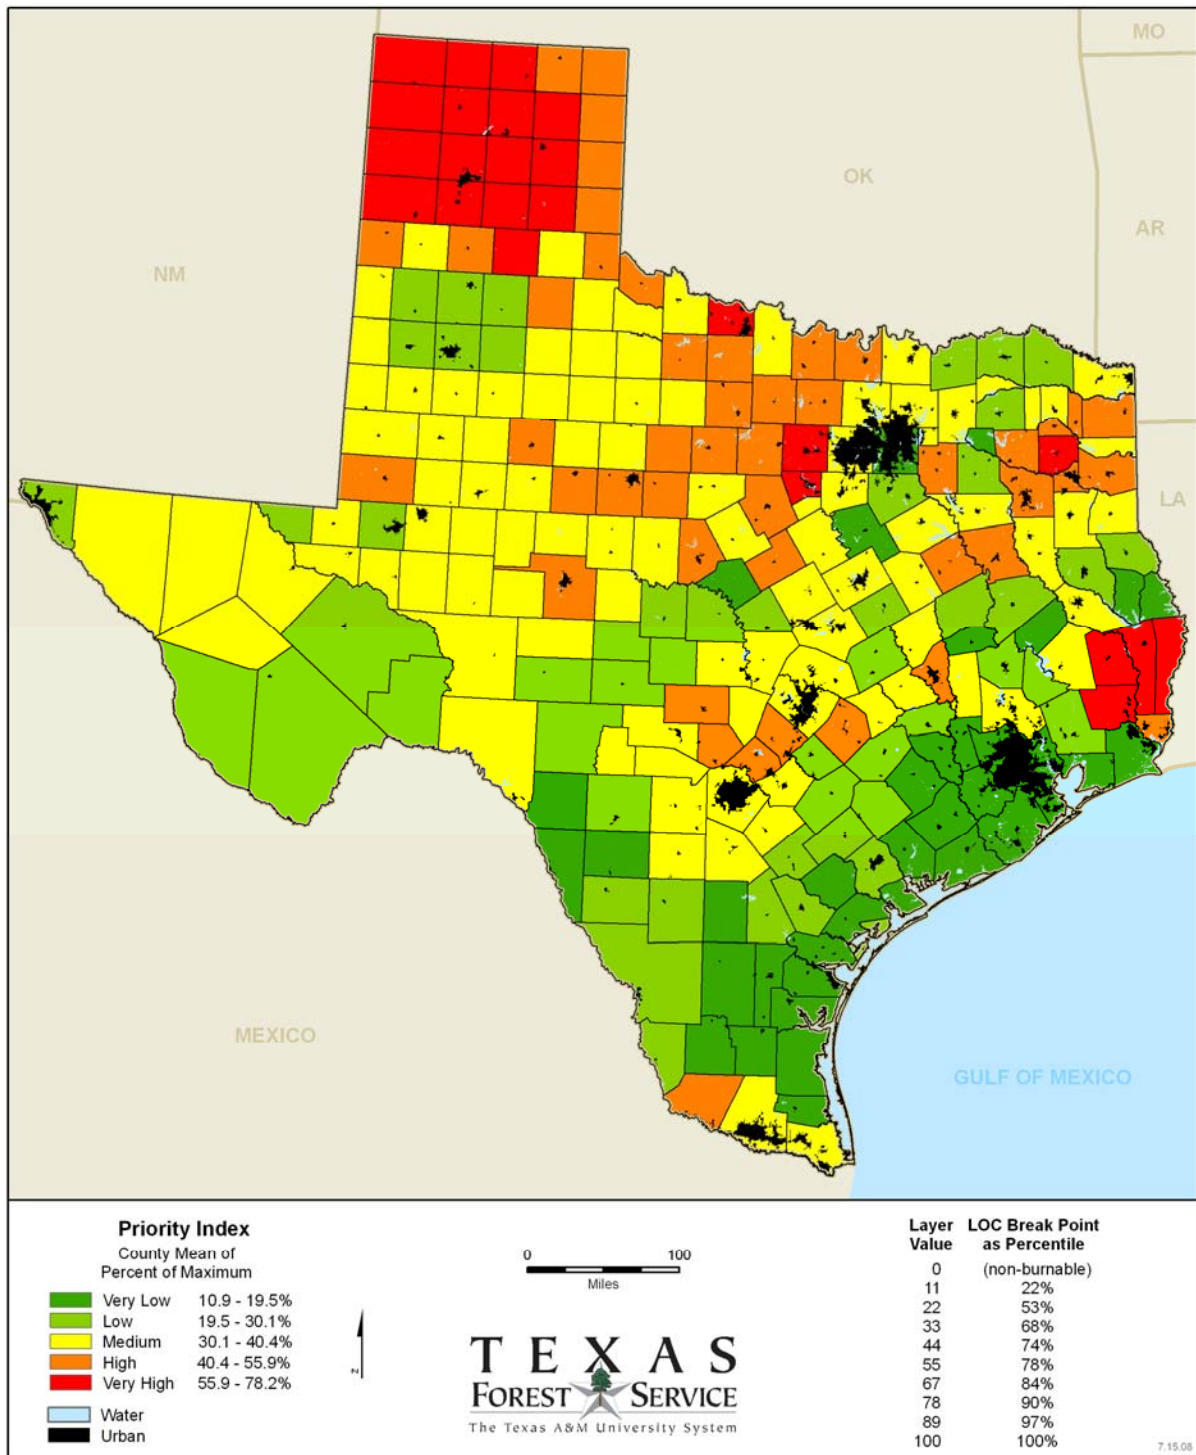 MO
OK
AR
NM
LA
MEXICO
GULF OF MEXICO
Priority Index
County Mean of
Percent of Maximum
Very Low 10.9 - 19.5%
Low 19.5 - 30.1%
Medium 30.1 - 40.4%
High 40.4 - 55.9%
Very High 55.9 - 78.2%
Water
Urban
N
0 100
Miles
TEXAS
FOREST SERVICE
The Texas A&M University System
Layer Value LOC Break Point as Percentile
0 (non-burnable)
11 22%
22 53%
33 68%
44 74%
55 78%
67 84%
78 90%
89 97%
100 100%
7.15.08